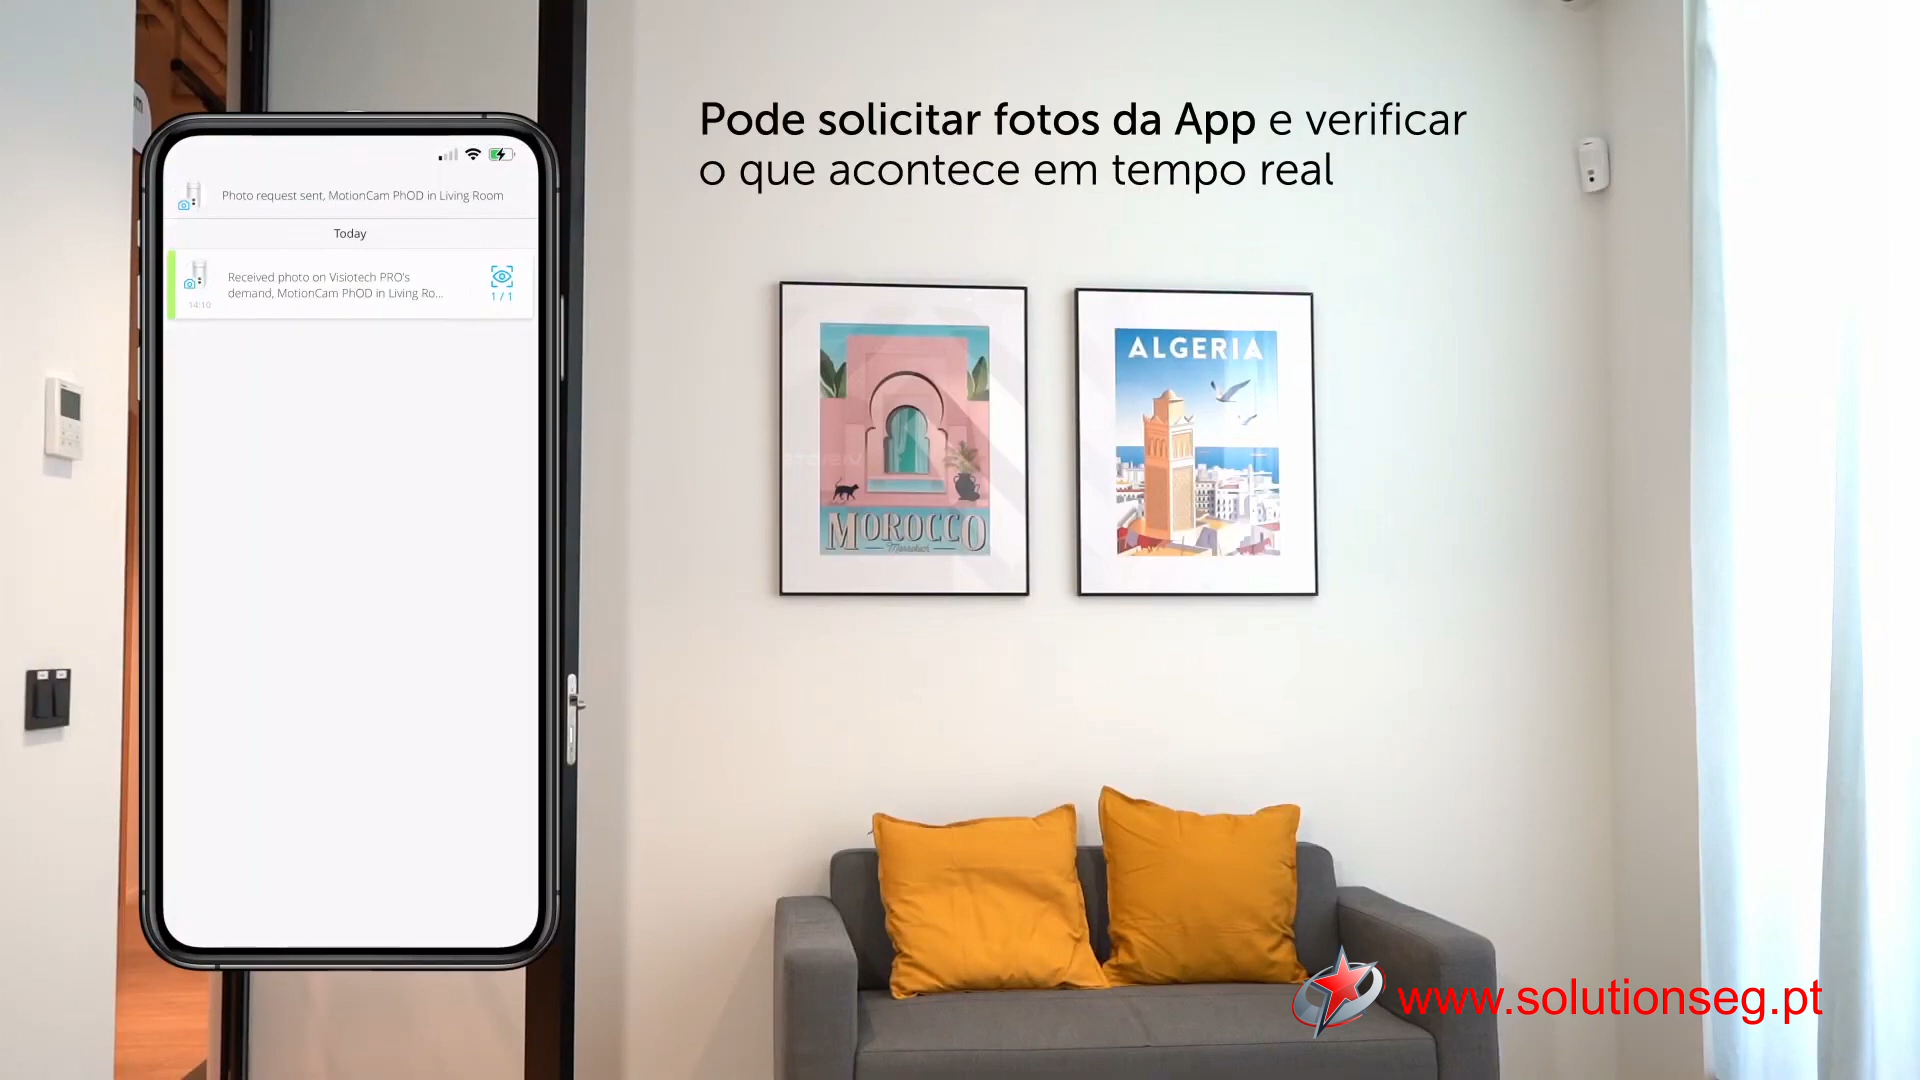 Pode solicitar fotos da App e verificar
o que acontece em tempo real
Photo request sent, MotionCam PhOD in Living Room
Today
Received photo on Visiotech PRO's
demand, MotionCam PhOD in Living Ro...
14:10
1 / 1
MOROCCO
Marrakech
ALGERIA
www.solutionseg.pt